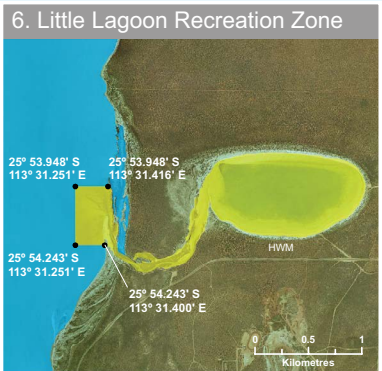 6. Little Lagoon Recreation Zone
25º 53.948' S
113º 31.251' E
25º 53.948' S
113º 31.416' E
25º 54.243' S
113º 31.251' E
HWM
25º 54.243' S
113º 31.400' E
0 0.5 1
Kilometres